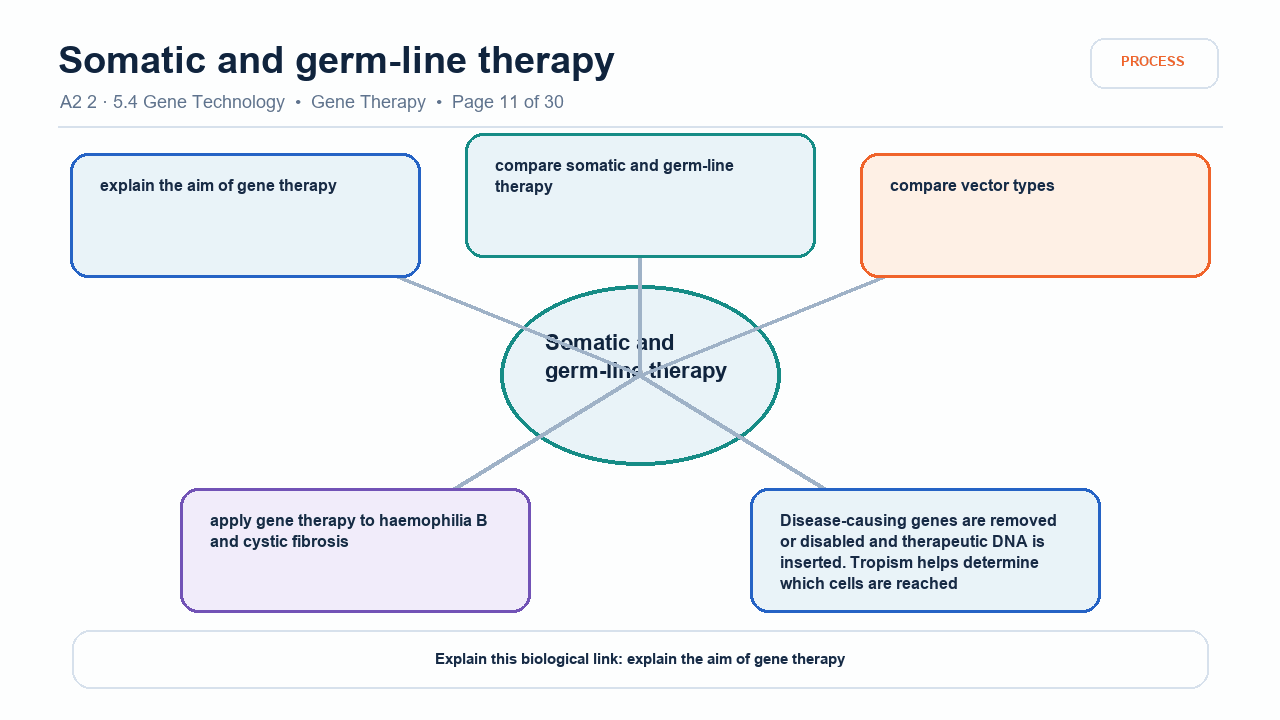 Somatic and germ-line therapy
PROCESS
A2 2 · 5.4 Gene Technology • Gene Therapy • Page 11 of 30
explain the aim of gene therapy
compare somatic and germ-line
therapy
compare vector types
Somatic and
germ-line therapy
apply gene therapy to haemophilia B
and cystic fibrosis
Disease-causing genes are removed
or disabled and therapeutic DNA is
inserted. Tropism helps determine
which cells are reached
Explain this biological link: explain the aim of gene therapy